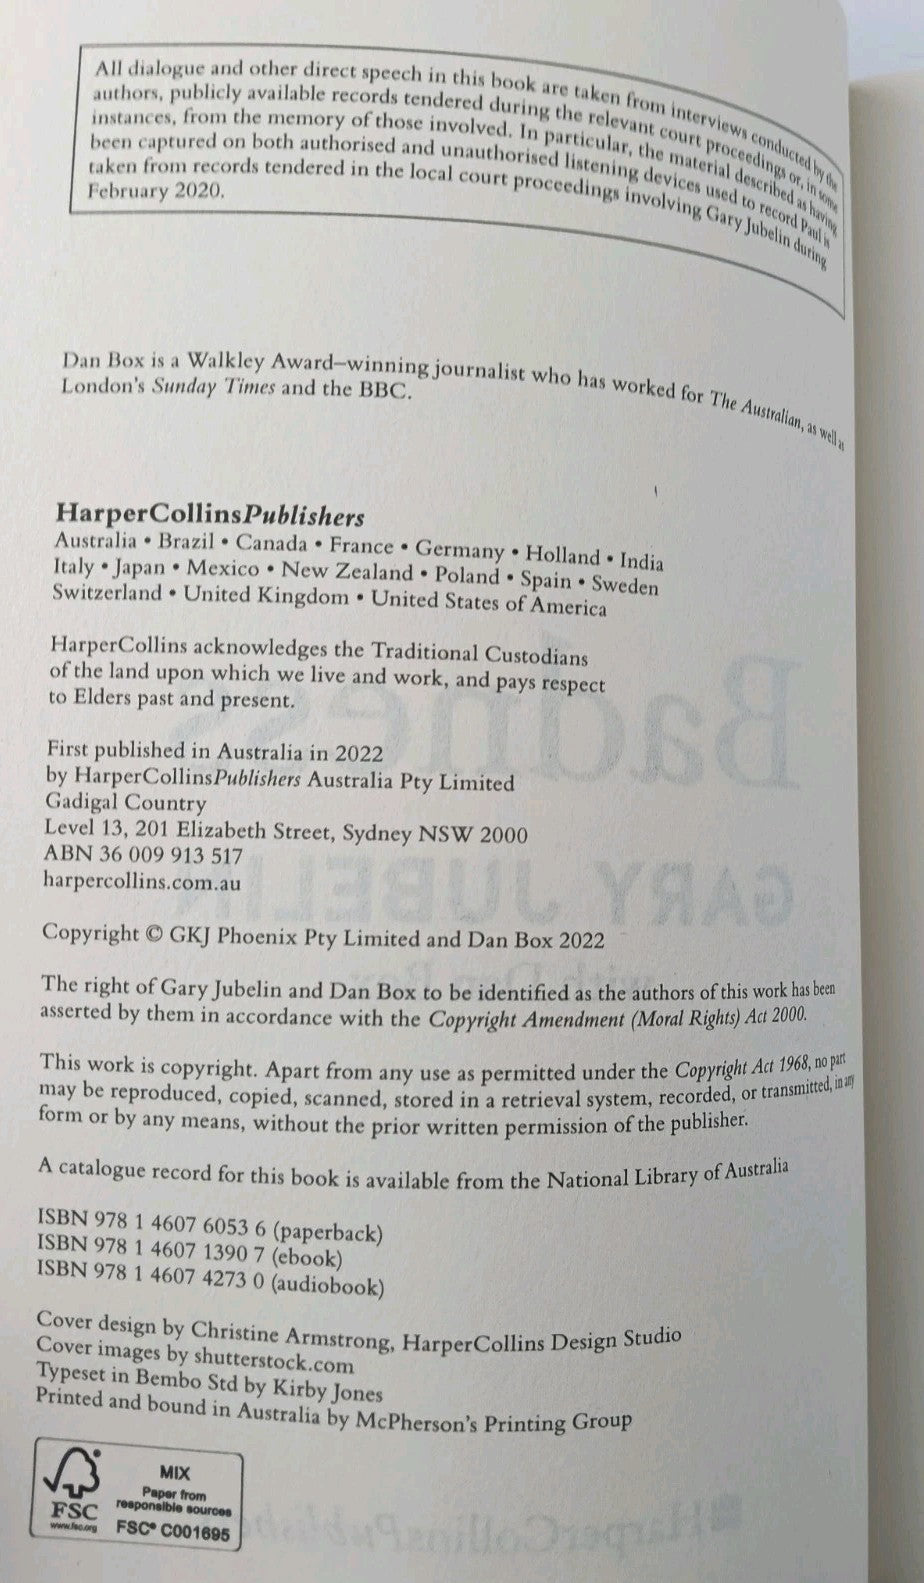 All dialogue and other direct speech in this book are taken from interviews conducted by the
authors, publicly available records tendered during the relevant court proceedings or, in some
instances, from the memory of those involved. In particular, the material described as having
been captured on both authorised and unauthorised listening devices used to record Paul is
taken from records tendered in the local court proceedings involving Gary Jubelin during
February 2020.
Dan Box is a Walkley Award–winning journalist who has worked for The Australian, as well as
London's Sunday Times and the BBC.
HarperCollinsPublishers
Australia • Brazil • Canada • France • Germany • Holland • India
Italy • Japan • Mexico • New Zealand • Poland • Spain • Sweden
Switzerland • United Kingdom • United States of America
HarperCollins acknowledges the Traditional Custodians
of the land upon which we live and work, and pays respect
to Elders past and present.
First published in Australia in 2022
by HarperCollinsPublishers Australia Pty Limited
Gadigal Country
Level 13, 201 Elizabeth Street, Sydney NSW 2000
ABN 36 009 913 517
harpercollins.com.au
Copyright © GKJ Phoenix Pty Limited and Dan Box 2022
The right of Gary Jubelin and Dan Box to be identified as the authors of this work has been
asserted by them in accordance with the Copyright Amendment (Moral Rights) Act 2000.
This work is copyright. Apart from any use as permitted under the Copyright Act 1968, no part
may be reproduced, copied, scanned, stored in a retrieval system, recorded, or transmitted, in any
form or by any means, without the prior written permission of the publisher.
A catalogue record for this book is available from the National Library of Australia
ISBN 978 1 4607 6053 6 (paperback)
ISBN 978 1 4607 1390 7 (ebook)
ISBN 978 1 4607 4273 0 (audiobook)
Cover design by Christine Armstrong, HarperCollins Design Studio
Cover images by shutterstock.com
Typeset in Bembo Std by Kirby Jones
Printed and bound in Australia by McPherson's Printing Group
MIX
Paper from
responsible sources
FSC
www.fsc.org
FSC® C001695
Badness
GARY JUBELIN
with Dan Box
HarperCollinsPublishers